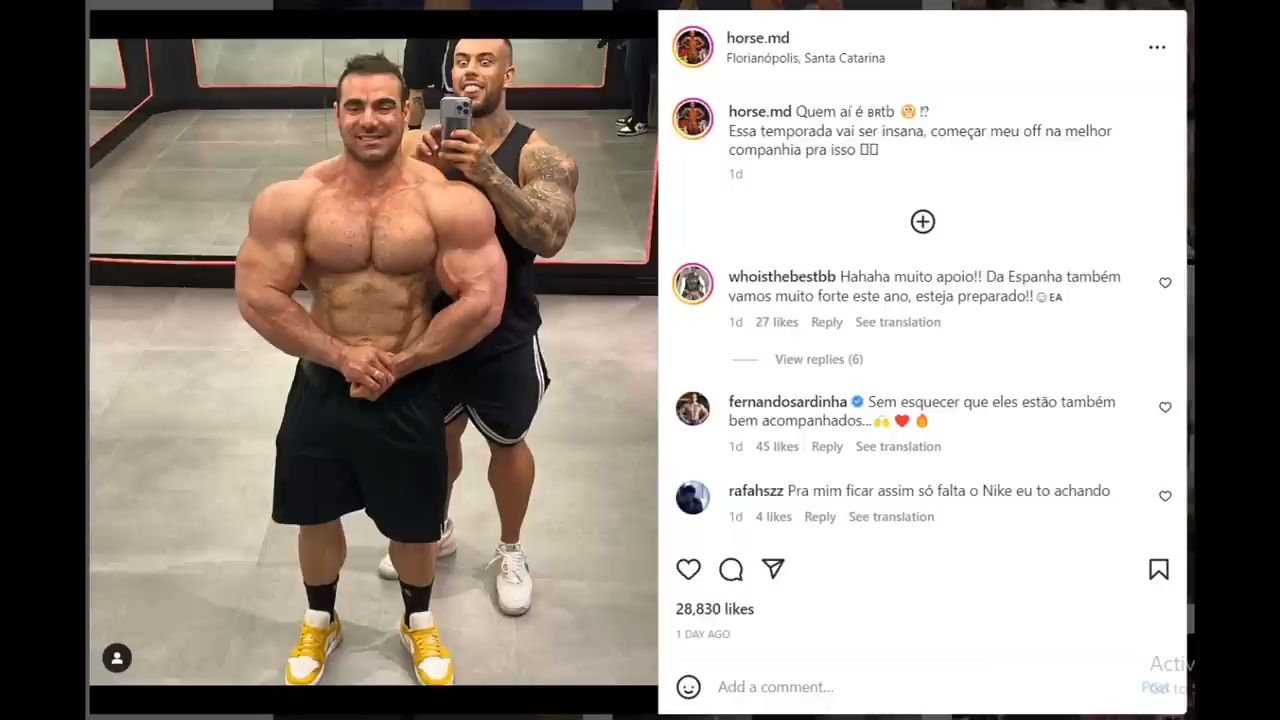 horse.md
Florianópolis, Santa Catarina
horse.md Quem aí é BRtb !?
Essa temporada vai ser insana, começar meu off na melhor
companhia pra isso
1d
whoisthebestbb Hahaha muito apoio!! Da Espanha também
vamos muito forte este ano, esteja preparado!!
1d 27 likes Reply See translation
View replies (6)
fernandosardinha Sem esquecer que eles estão também
bem acompanhados...
1d 45 likes Reply See translation
rafahszz Pra mim ficar assim só falta o Nike eu to achando
1d 4 likes Reply See translation
28,830 likes
1 DAY AGO
Add a comment...